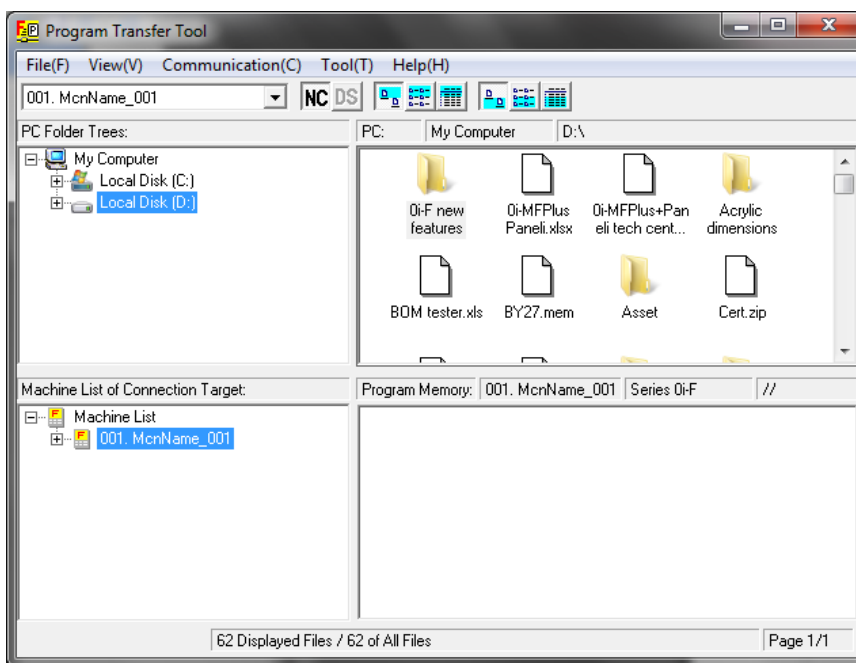 Program Transfer Tool
File(F) View(V) Communication(C) Tool(T) Help(H)
001. McnName_001 NC DS
PC Folder Trees:
PC: My Computer D:\
My Computer
Local Disk (C:)
Local Disk (D:)
0i-F new features
0i-MFPlus Paneli.xlsx
0i-MFPlus+Pan eli tech cent...
Acrylic dimensions
BOM tester.xls
BY27.mem
Asset
Cert.zip
Machine List of Connection Target:
Program Memory: 001. McnName_001 Series 0i-F //
Machine List
001. McnName_001
62 Displayed Files / 62 of All Files
Page 1/1